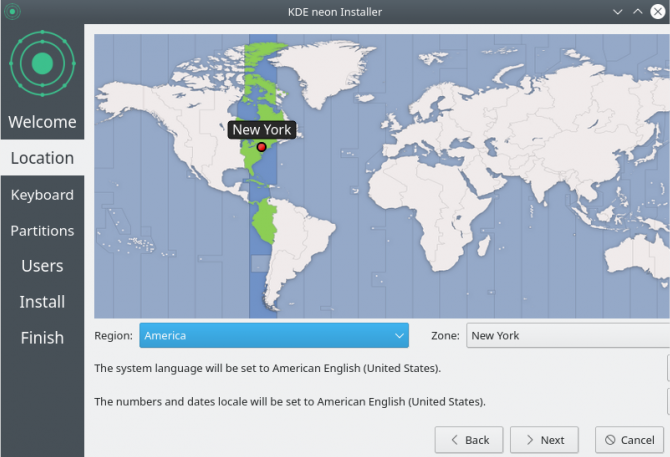 KDE neon Installer
Welcome
Location
Keyboard
Partitions
Users
Install
Finish
New York
Region: America Zone: New York
The system language will be set to American English (United States).
The numbers and dates locale will be set to American English (United States).
Back Next Cancel